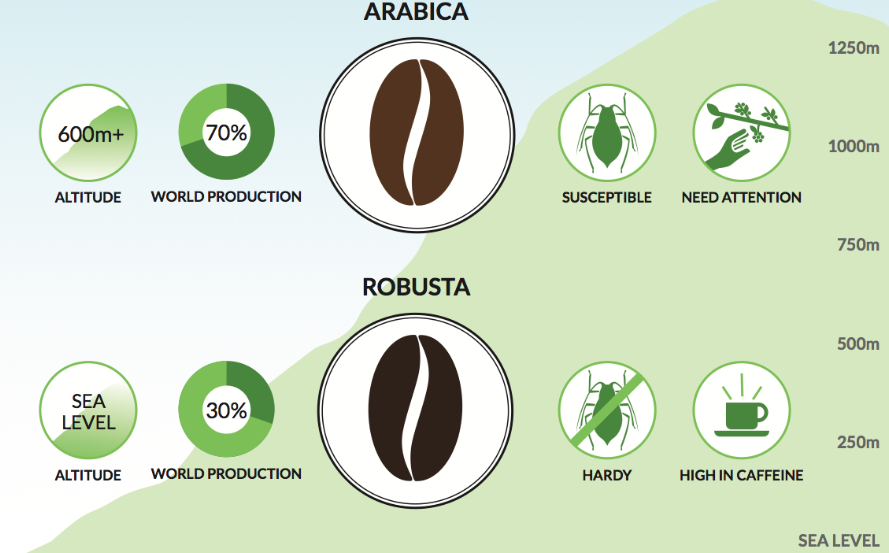 ARABICA
1250m
600m+
70%
1000m
ALTITUDE
WORLD PRODUCTION
SUSCEPTIBLE
NEED ATTENTION
750m
ROBUSTA
500m
SEA
LEVEL
30%
250m
ALTITUDE
WORLD PRODUCTION
HARDY
HIGH IN CAFFEINE
SEA LEVEL